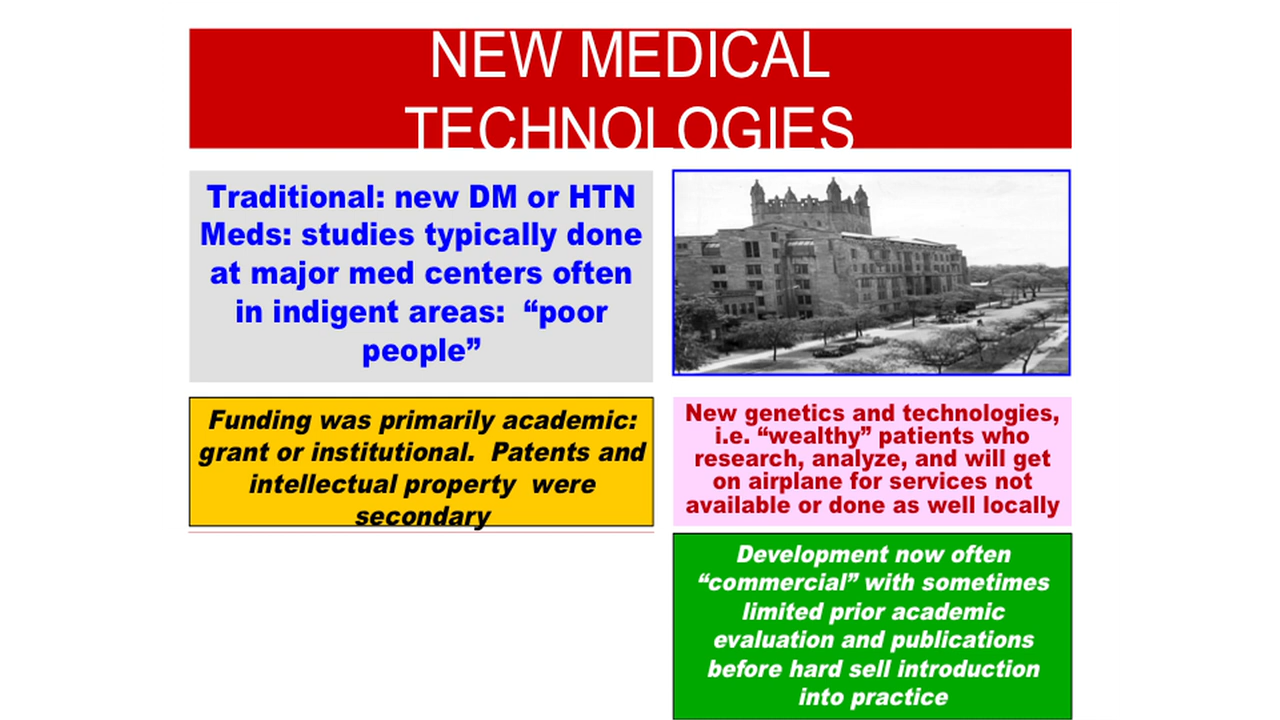 NEW MEDICAL
TECHNOLOGIES
Traditional: new DM or HTN
Meds: studies typically done
at major med centers often
in indigent areas:  “poor
people”
Funding was primarily academic:
grant or institutional.  Patents and
intellectual property  were
secondary
New genetics and technologies,
i.e. “wealthy” patients who
research, analyze, and will get
on airplane for services not
available or done as well locally
Development now often
“commercial” with sometimes
limited prior academic
evaluation and publications
before hard sell introduction
into practice